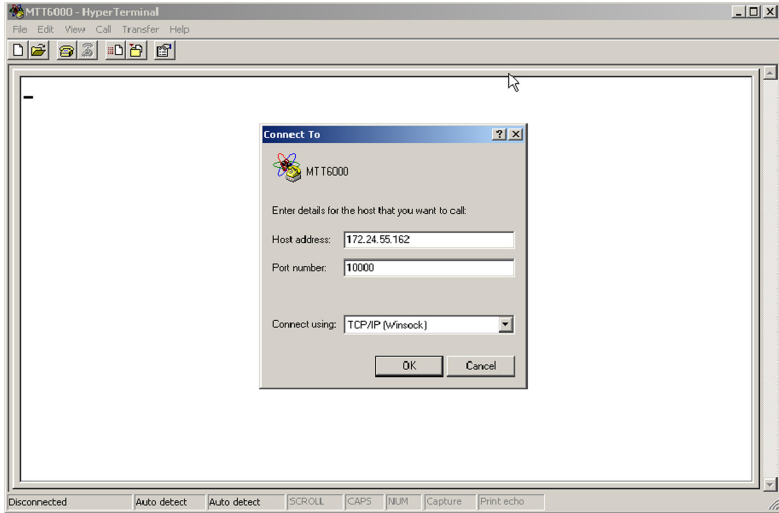 MTT6000 - HyperTerminal
File Edit View Call Transfer Help
Connect To
MTT6000
Enter details for the host that you want to call:
Host address: 172.24.55.162
Port number: 10000
Connect using: TCP/IP (Winsock)
OK Cancel
Disconnected Auto detect Auto detect SCROLL CAPS NUM Capture Print echo